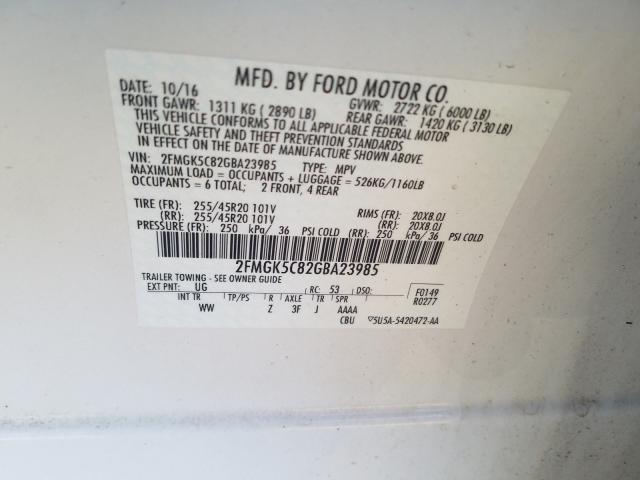 MFD. BY FORD MOTOR CO.
DATE: 10/16 GVWR: 2722 KG ( 6000 LB)
FRONT GAWR: 1311 KG ( 2890 LB) REAR GAWR: 1420 KG ( 3130 LB)
THIS VEHICLE CONFORMS TO ALL APPLICABLE FEDERAL MOTOR
VEHICLE SAFETY AND THEFT PREVENTION STANDARDS
IN EFFECT ON THE DATE OF MANUFACTURE SHOWN ABOVE.
VIN: 2FMGK5C82GBA23985 TYPE: MPV
MAXIMUM LOAD = OCCUPANTS + LUGGAGE = 526KG/1160LB
OCCUPANTS = 6 TOTAL; 2 FRONT, 4 REAR
TIRE (FR): 255/45R20 101V RIMS (FR): 20X8.0J
(RR): 255/45R20 101V (RR): 20X8.0J
PRESSURE (FR): 250 kPa/ 36 PSI COLD (RR): 250 kPa/ 36 PSI COLD
2FMGK5C82GBA23985
TRAILER TOWING - SEE OWNER GUIDE
EXT PNT: UG RC: 53 DSO: F0149
INT TR TP/PS R AXLE TR SPR R0277
WW Z 3F J AAAA
CBU 5U5A-5420472-AA